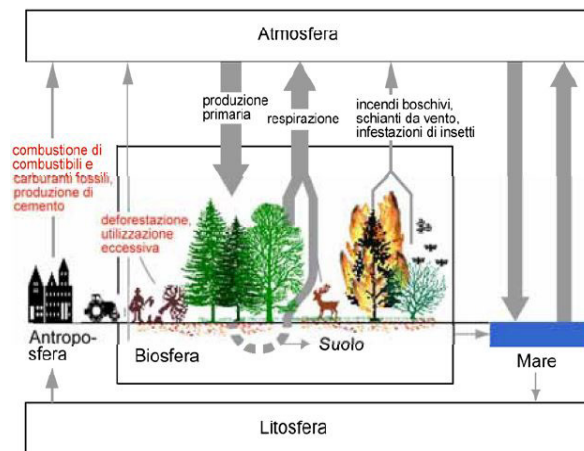 Atmosfera
produzione
primaria
respirazione
incendi boschivi,
schianti da vento,
infestazioni di insetti
combustione di
combustibili e
carburanti fossili,
produzione di
cemento
deforestazione,
utilizzazione
eccessiva
Antropo-
sfera
Biosfera
Suolo
Mare
Litosfera